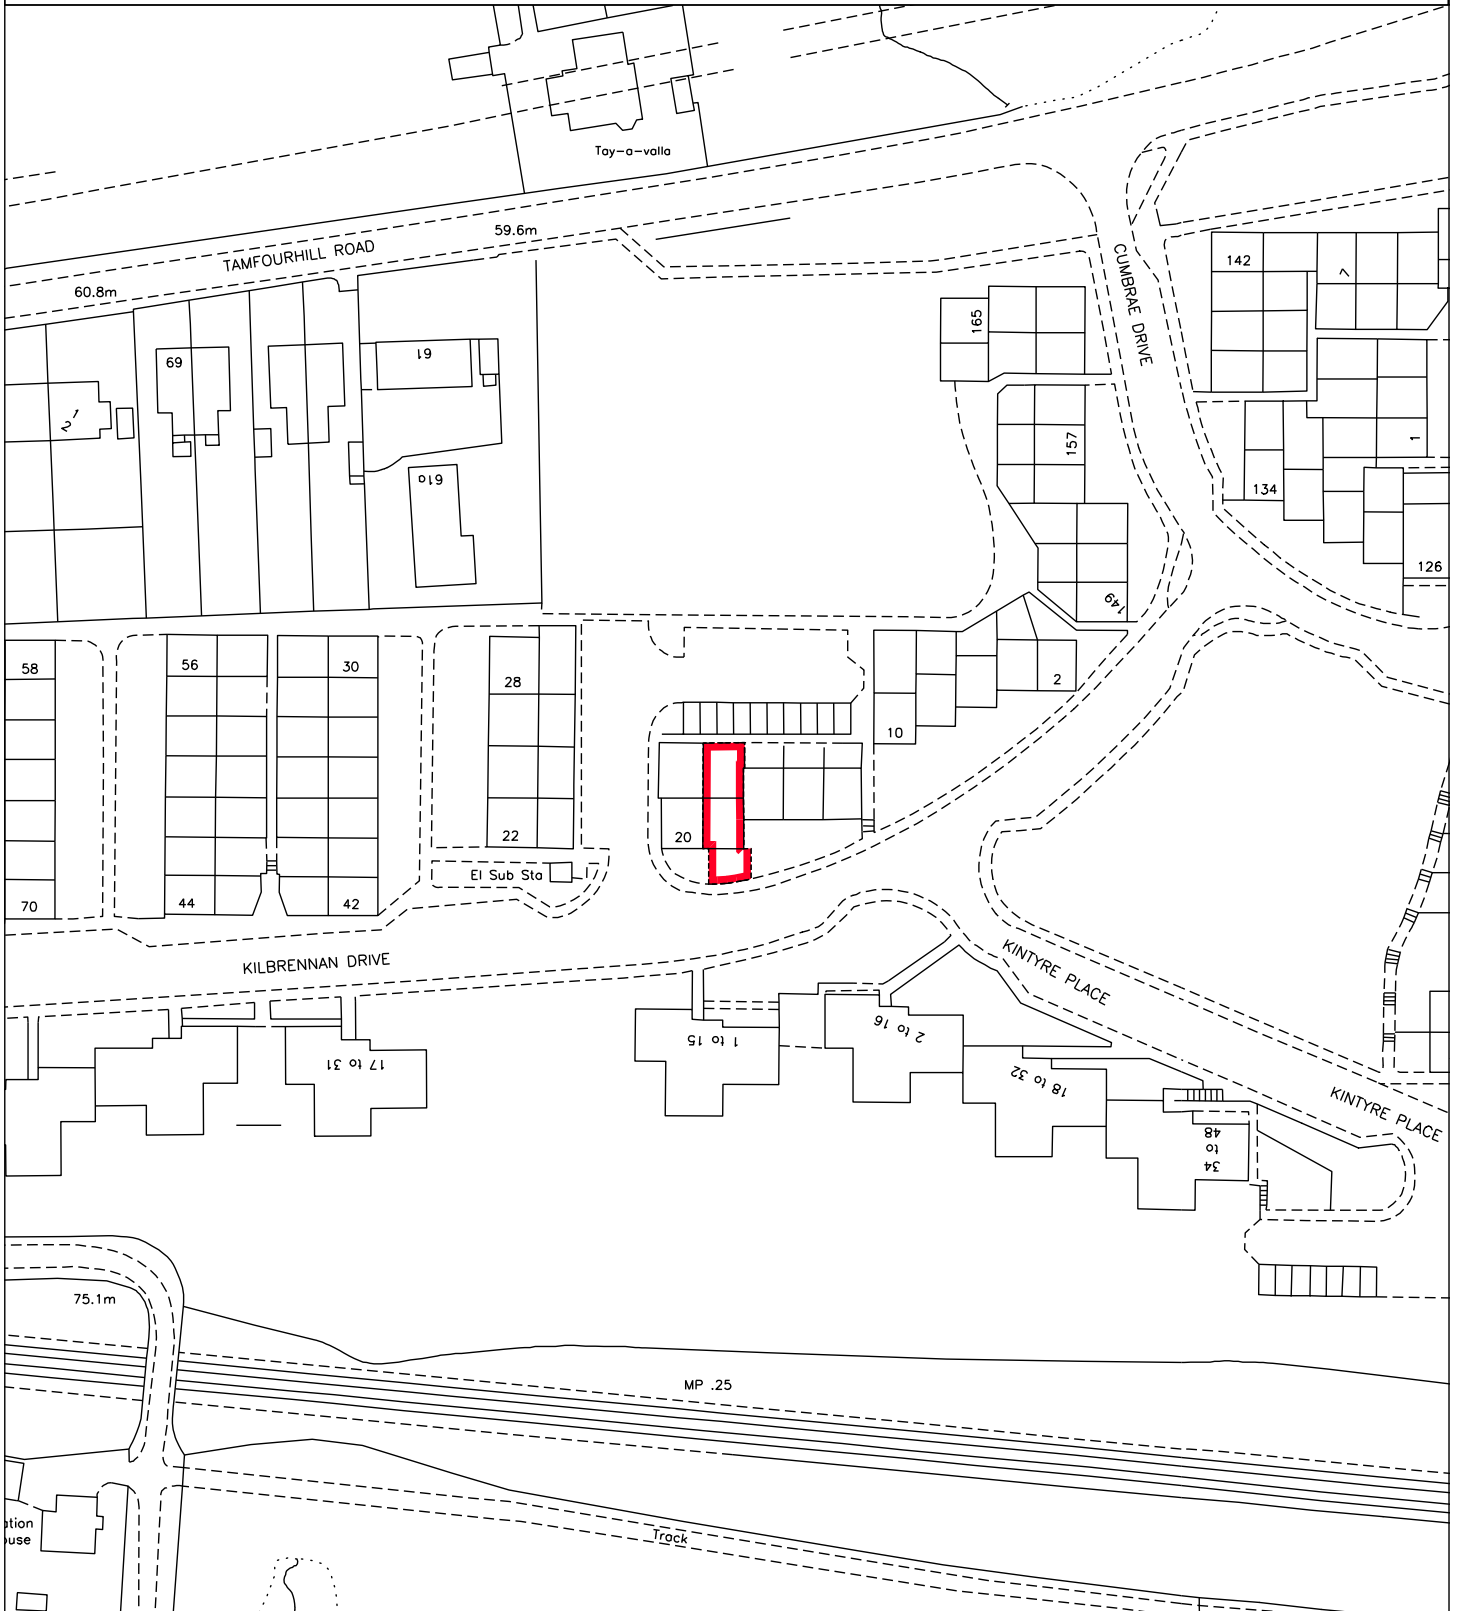 Tay-a-valla
59.6m
TAMFOURHILL ROAD
60.8m
CUMBRAE DRIVE
142
7
165
61
69
1
2
157
1
61a
134
126
149
58
56
30
28
2
10
20
22
El Sub Sta
70
44
42
KILBRENNAN DRIVE
KINTYRE PLACE
1 to 15
2 to 16
17 to 31
18 to 32
KINTYRE PLACE
34
to
48
75.1m
MP .25
ation
ouse
Track